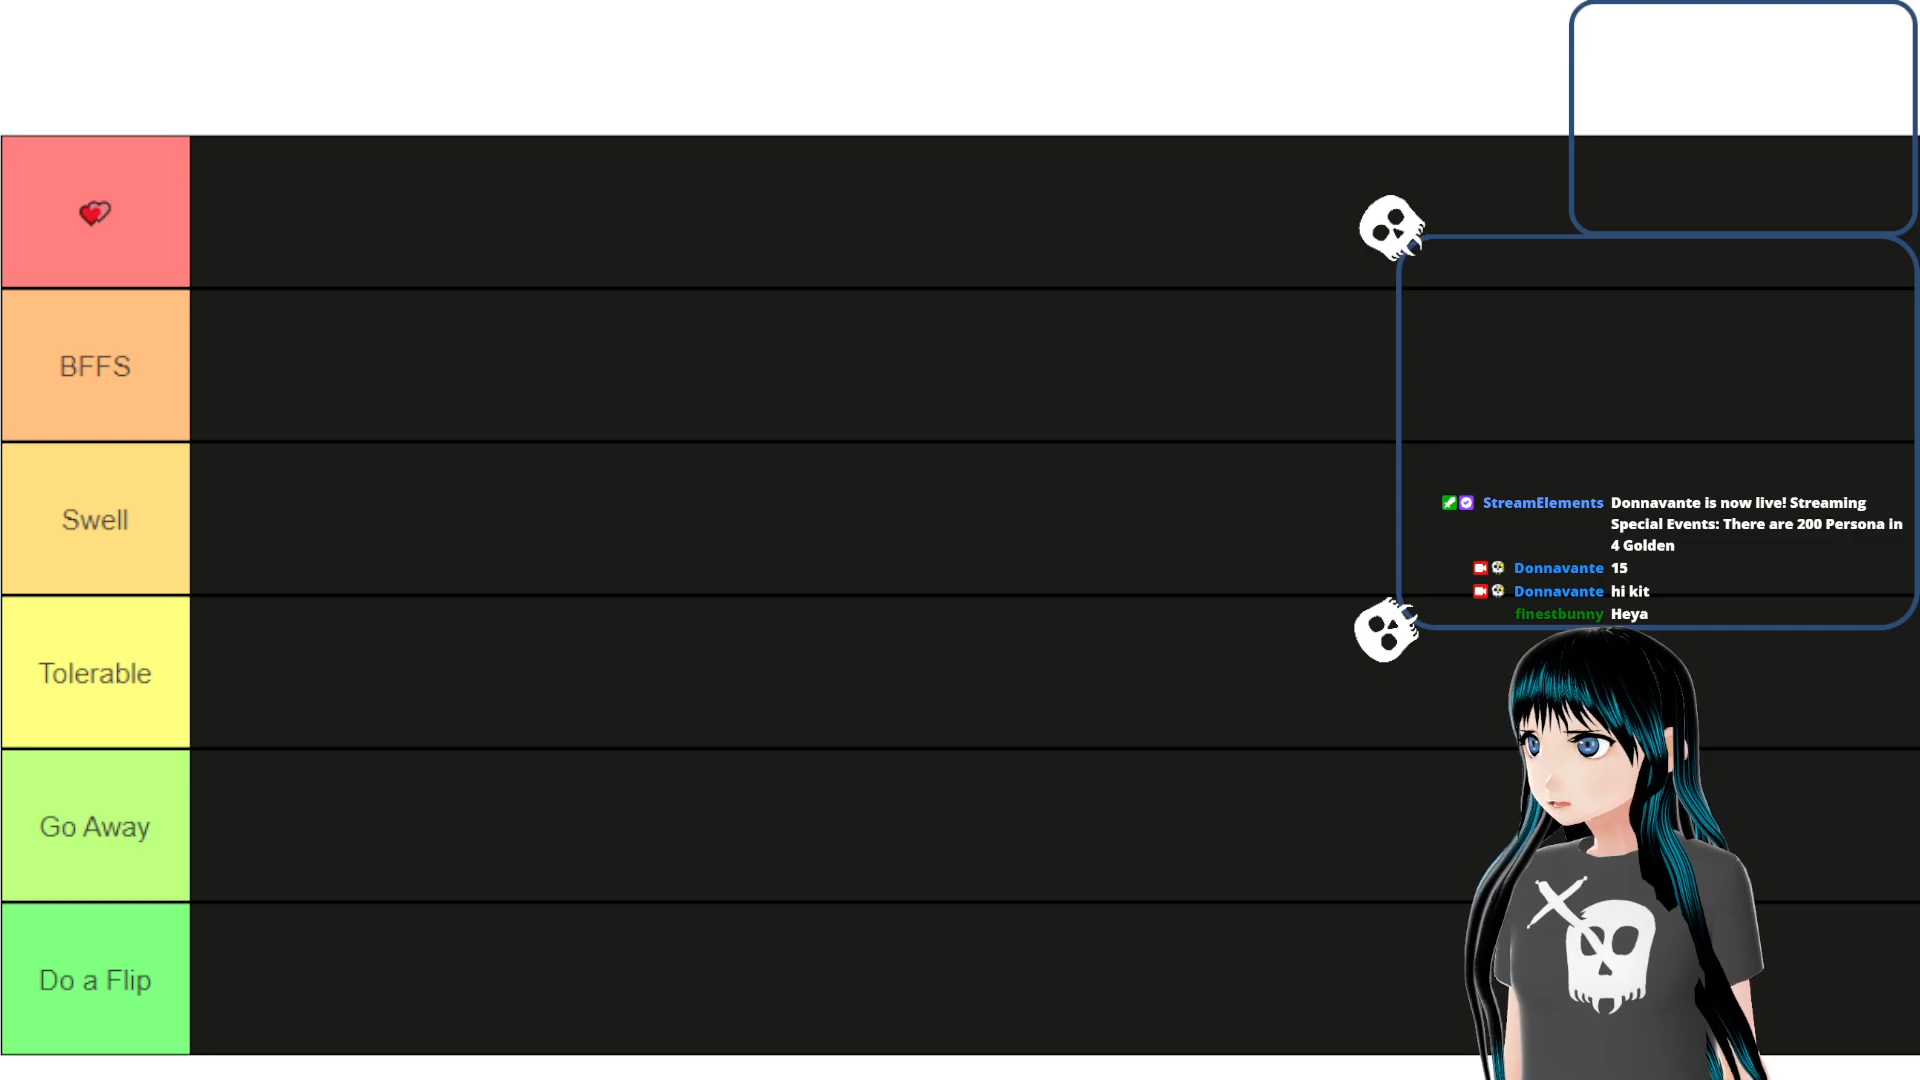 BFFS
Swell
Tolerable
Go Away
Do a Flip
StreamElements Donnavante is now live! Streaming
Special Events: There are 200 Persona in
4 Golden
Donnavante 15
Donnavante hi kit
finestbunny Heya